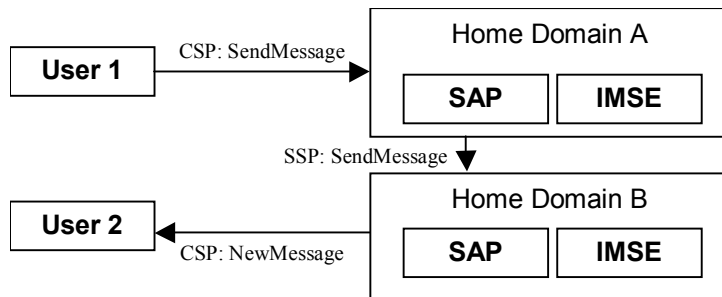 Home Domain A
CSP: SendMessage
User 1
SAP
IMSE
SSP: SendMessage
Home Domain B
User 2
CSP: NewMessage
SAP
IMSE